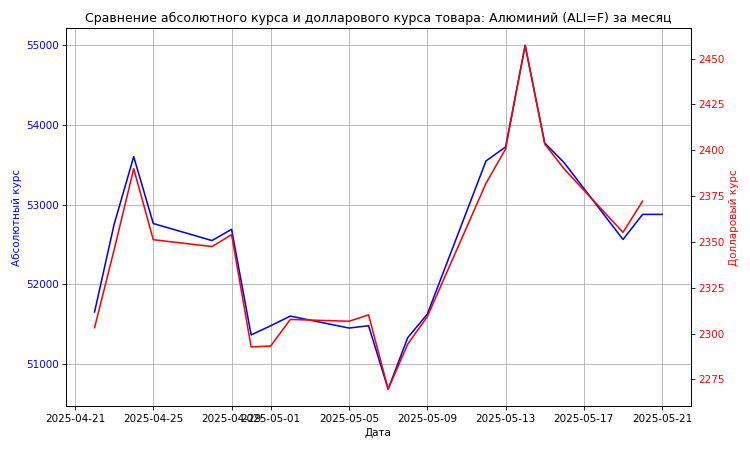 Сравнение абсолютного курса и долларового курса товара: Алюминий (ALI=F) за месяц
55000
54000
53000
52000
51000
Абсолютный курс
2450
2425
2400
2375
2350
2325
2300
2275
Долларовый курс
2025-04-21 2025-04-25 2025-04-29 2025-05-01 2025-05-05 2025-05-09 2025-05-13 2025-05-17 2025-05-21
Дата